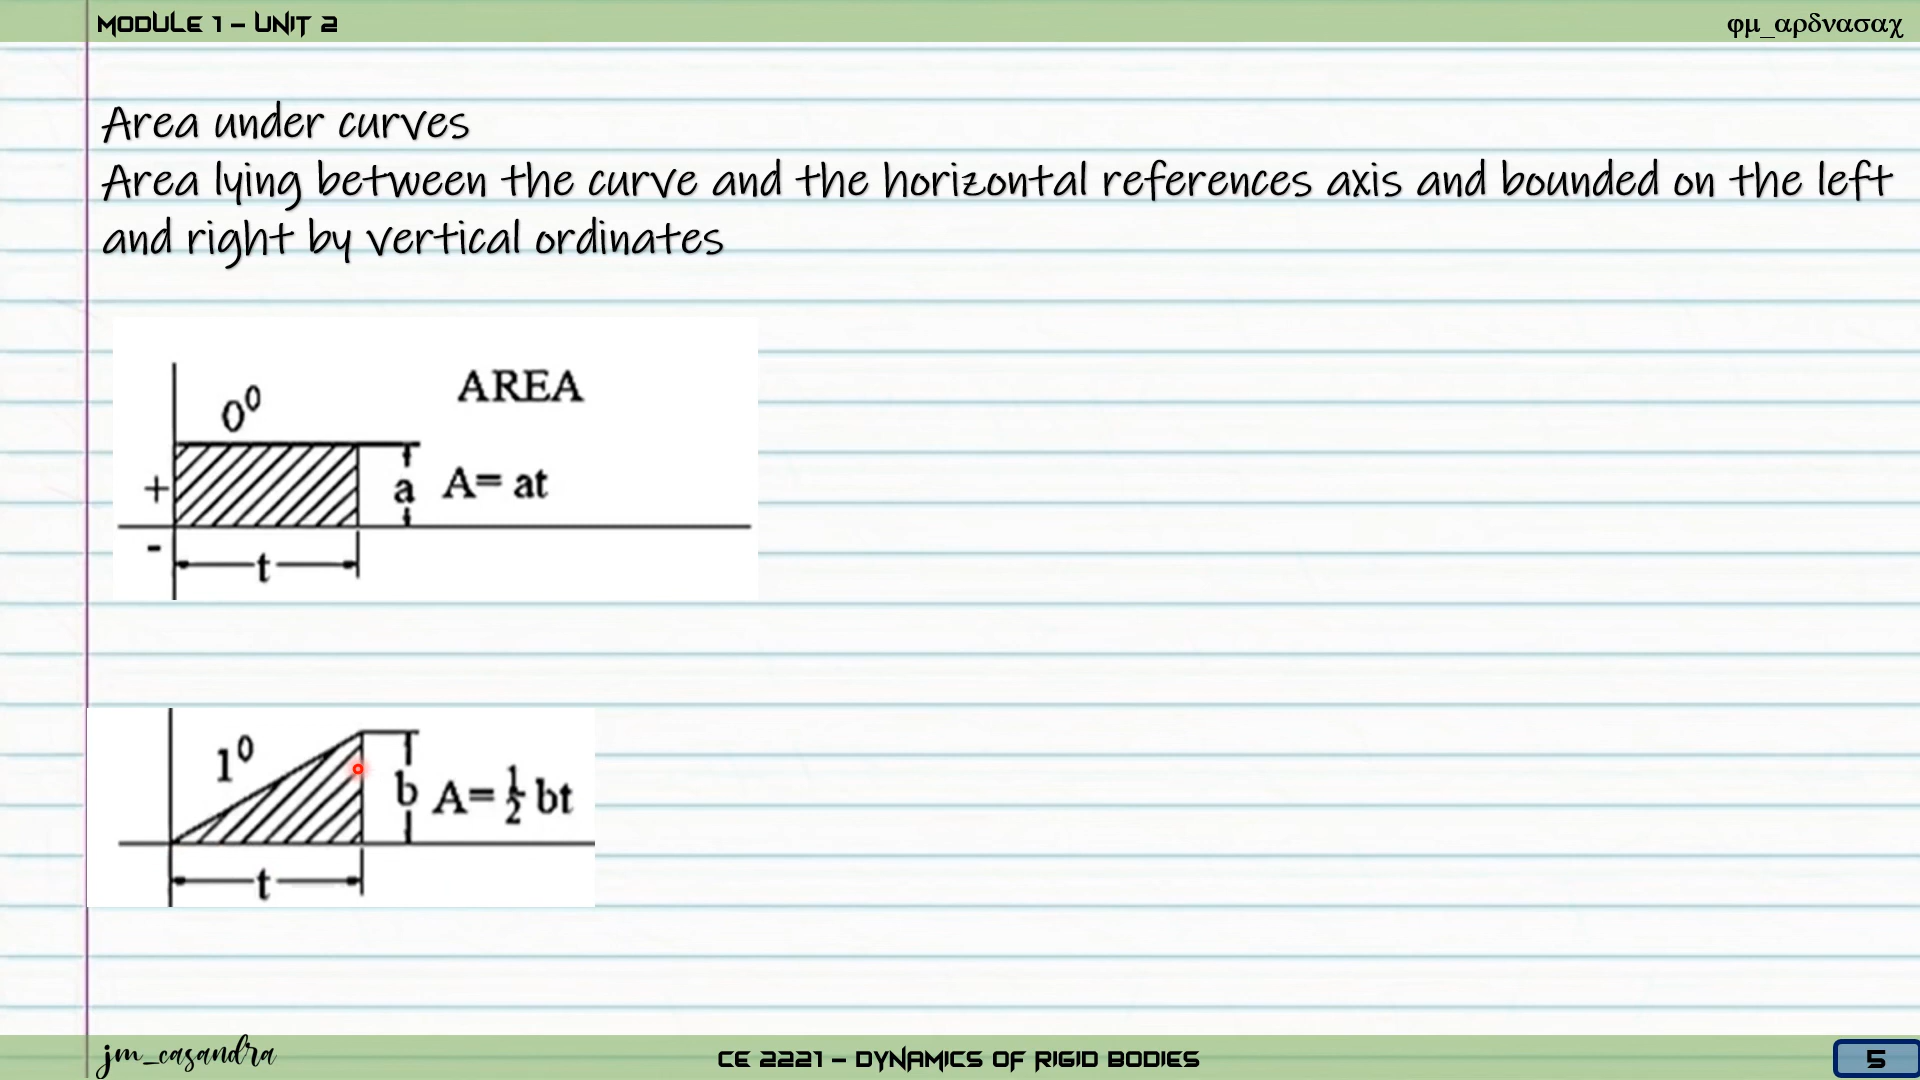 MODULE 1 – UNIT 2
φμ_αρδνασαχ
Area under curves
Area lying between the curve and the horizontal references axis and bounded on the left
and right by vertical ordinates
AREA
0⁰
+
a
A= at
-
t
1⁰
b
A= ½ bt
t
jm_casandra
CE 2221 – DYNAMICS OF RIGID BODIES
5